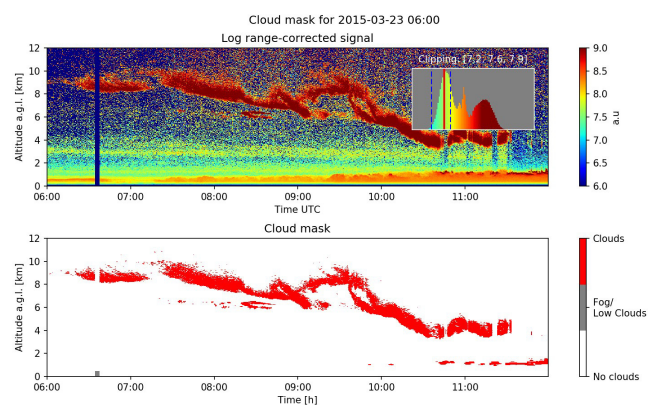 Cloud mask for 2015-03-23 06:00
Log range-corrected signal
Clipping: [7.2, 7.6, 7.9]
Altitude a.g.l. [km]
12
10
8
6
4
2
0
06:00 07:00 08:00 09:00 10:00 11:00
Time UTC
9.0
8.5
8.0
7.5
7.0
6.5
6.0
a.u
Cloud mask
Altitude a.g.l. [km]
12
10
8
6
4
2
0
06:00 07:00 08:00 09:00 10:00 11:00
Time [h]
Clouds
Fog/
Low Clouds
No clouds